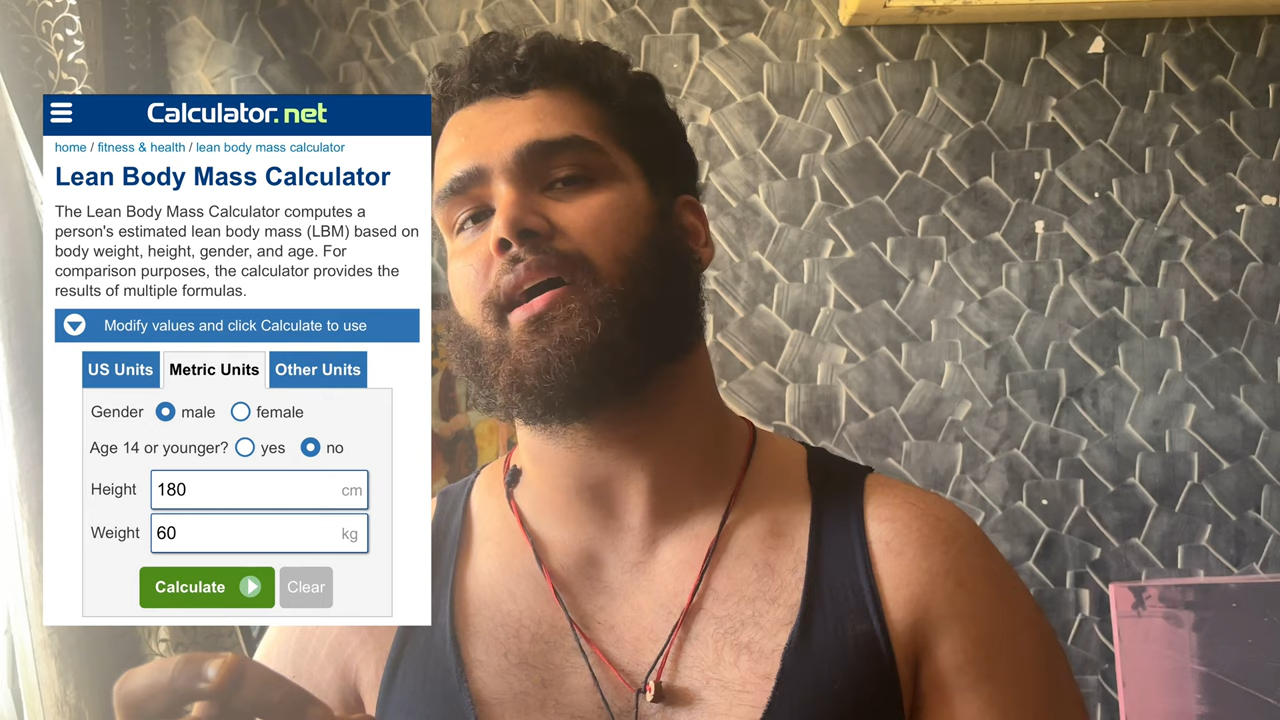 Calculator.net
home / fitness & health / lean body mass calculator
Lean Body Mass Calculator
The Lean Body Mass Calculator computes a
person's estimated lean body mass (LBM) based on
body weight, height, gender, and age. For
comparison purposes, the calculator provides the
results of multiple formulas.
Modify values and click Calculate to use
US Units Metric Units Other Units
Gender male female
Age 14 or younger? yes no
Height 180 cm
Weight 60 kg
Calculate Clear